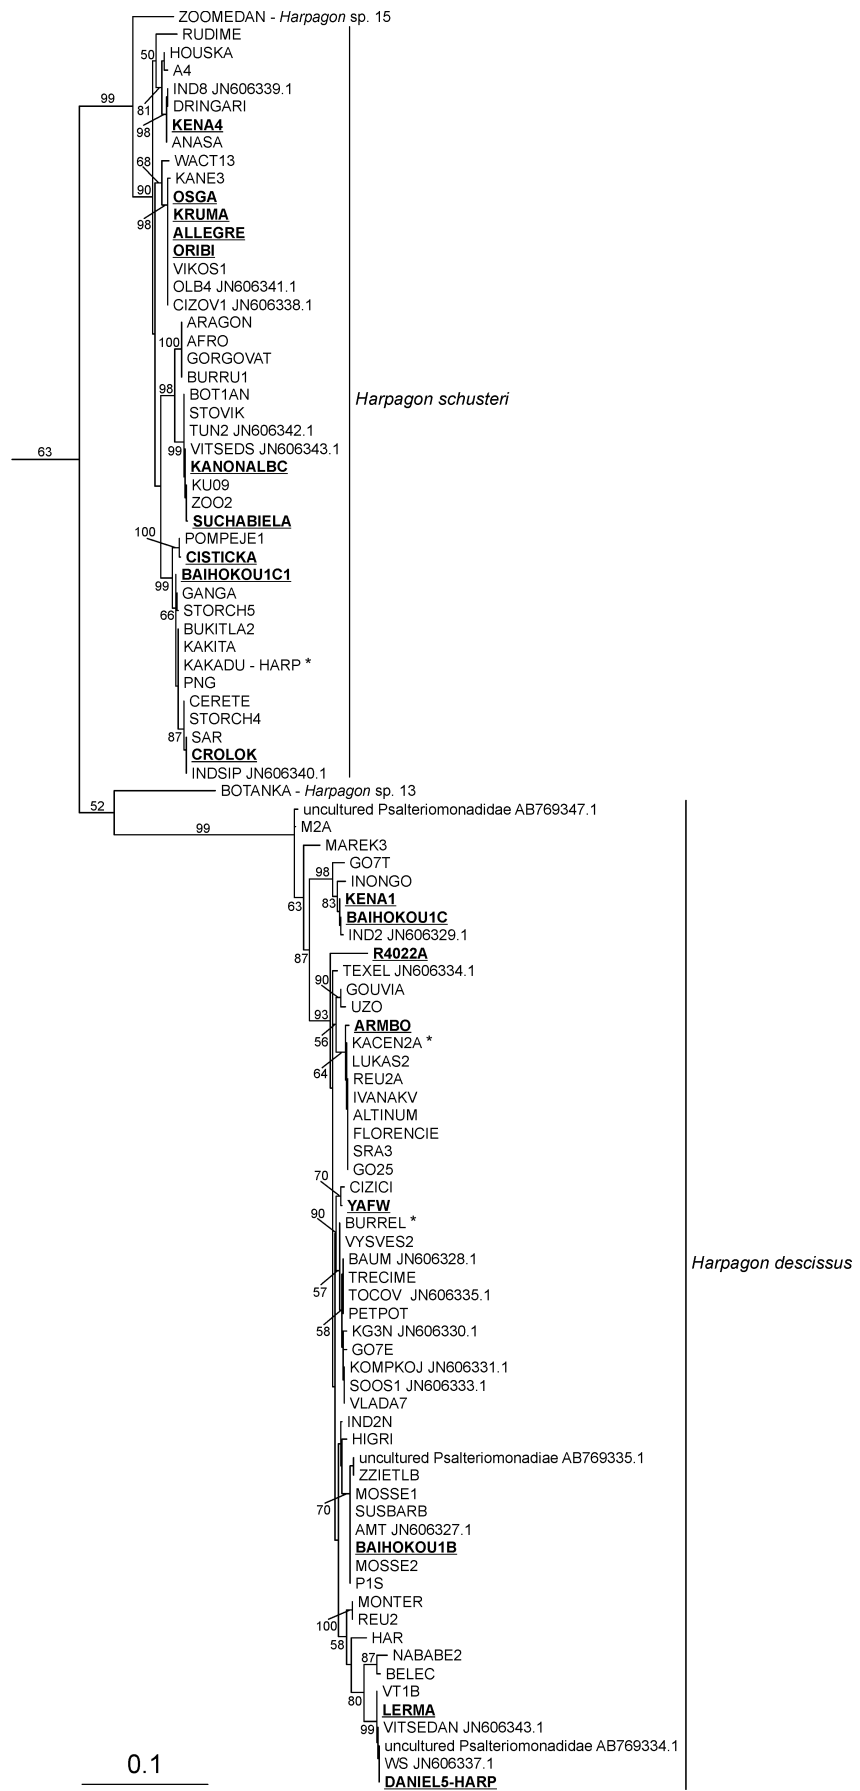 ZOOMEDAN - Harpagon sp. 15
RUDIME
50
HOUSKA
A4
IND8 JN606339.1
99
DRINGARI
81
KENA4
98
ANASA
WACT13
68
KANE3
90
OSGA
KRUMA
98
ALLEGRE
ORIBI
VIKOS1
OLB4 JN606341.1
CIZOV1 JN606338.1
ARAGON
100
AFRO
GORGOVAT
BURRU1
98
BOT1AN
Harpagon schusteri
STOVIK
TUN2 JN606342.1
63
99
VITSEDS JN606343.1
KANONALBC
KU09
ZOO2
SUCHABIELA
100
POMPEJE1
CISTICKA
BAIHOKOU1C1
99
GANGA
66
STORCH5
BUKITLA2
KAKITA
KAKADU - HARP *
PNG
CERETE
STORCH4
87
SAR
CROLOK
INDSIP JN606340.1
BOTANKA - Harpagon sp. 13
52
uncultured Psalteriomonadidae AB769347.1
99
M2A
MAREK3
GO7T
98
INONGO
83
KENA1
63
BAIHOKOU1C
IND2 JN606329.1
87
R4022A
TEXEL JN606334.1
90
GOUVIA
UZO
93
ARMBO
56
KACEN2A *
LUKAS2
64
REU2A
IVANAKV
ALTINUM
FLORENCIE
SRA3
GO25
70
CIZICI
YAFW
90
BURREL *
VYSVES2
BAUM JN606328.1
Harpagon descissus
TRECIME
57
TOCOV JN606335.1
PETPOT
58
KG3N JN606330.1
GO7E
KOMPKOJ JN606331.1
SOOS1 JN606333.1
VLADA7
IND2N
HIGRI
uncultured Psalteriomonadiae AB769335.1
ZZIETLB
MOSSE1
70
SUSBARB
AMT JN606327.1
BAIHOKOU1B
MOSSE2
P1S
MONTER
100
REU2
58
HAR
87
NABABE2
BELEC
80
VT1B
LERMA
99
VITSEDAN JN606343.1
uncultured Psalteriomonadidae AB769334.1
WS JN606337.1
0.1
DANIEL5-HARP